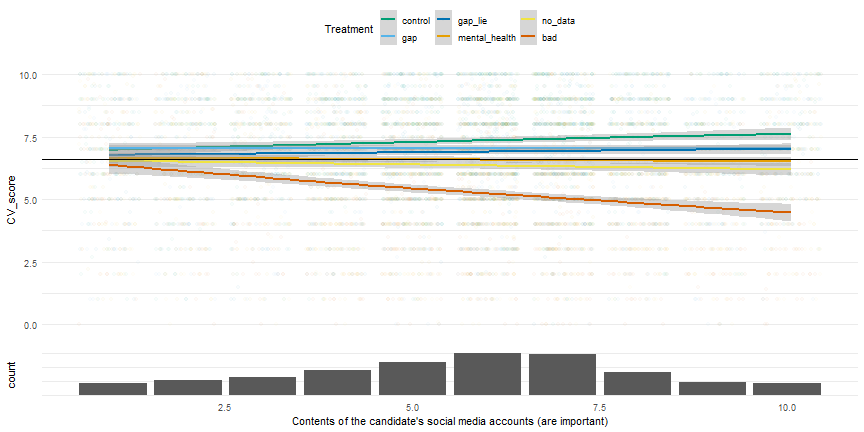 Treatment
control gap_lie no_data
gap mental_health bad
CV_score
10.0
7.5
5.0
2.5
0.0
count
2.5 5.0 7.5 10.0
Contents of the candidate's social media accounts (are important)